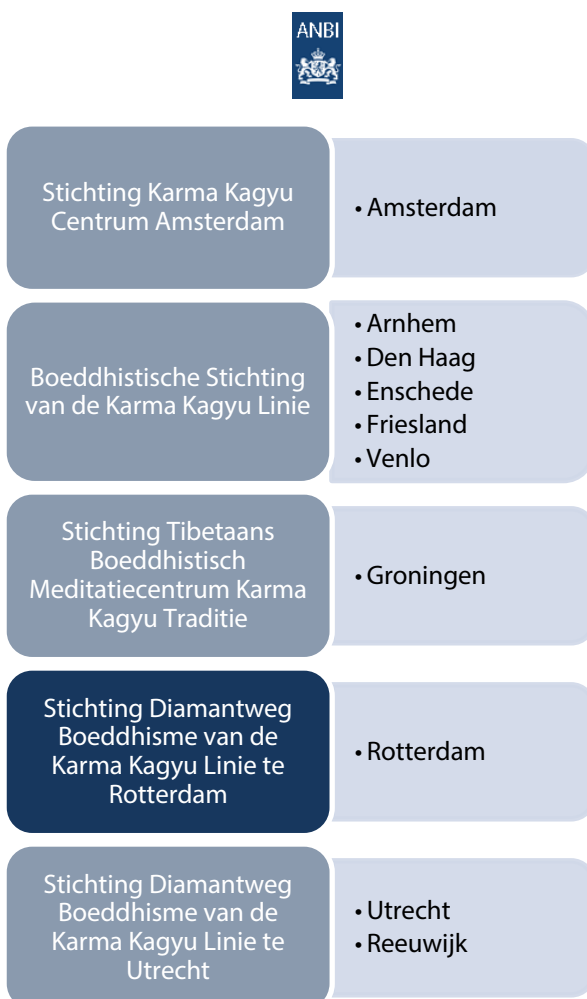 ANBI
Stichting Karma Kagyu
Centrum Amsterdam
• Amsterdam
Boeddhistische Stichting
van de Karma Kagyu Linie
• Arnhem
• Den Haag
• Enschede
• Friesland
• Venlo
Stichting Tibetaans
Boeddhistisch
Meditatiecentrum Karma
Kagyu Traditie
• Groningen
Stichting Diamantweg
Boeddhisme van de
Karma Kagyu Linie te
Rotterdam
• Rotterdam
Stichting Diamantweg
Boeddhisme van de
Karma Kagyu Linie te
Utrecht
• Utrecht
• Reeuwijk